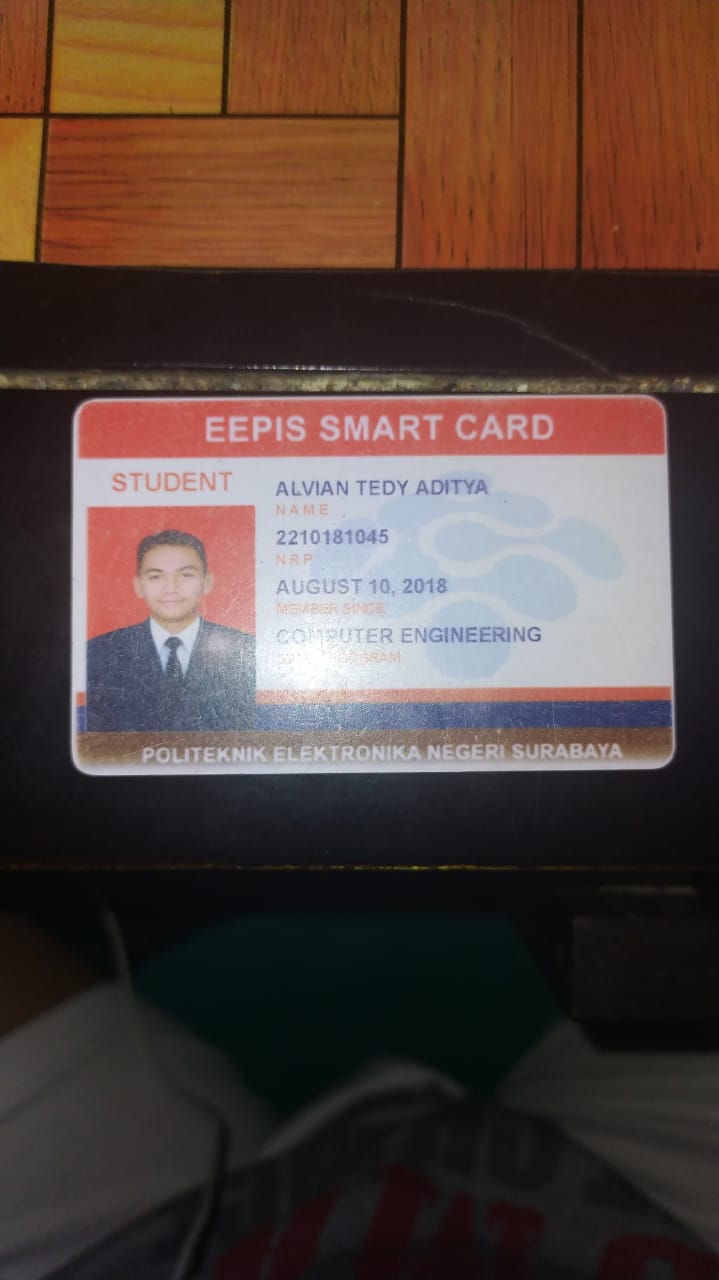 EEPIS SMART CARD
STUDENT
ALVIAN TEDY ADITYA
NAME
2210181045
NRP
AUGUST 10, 2018
MEMBER SINCE
COMPUTER ENGINEERING
PROGRAM
POLITEKNIK ELEKTRONIKA NEGERI SURABAYA